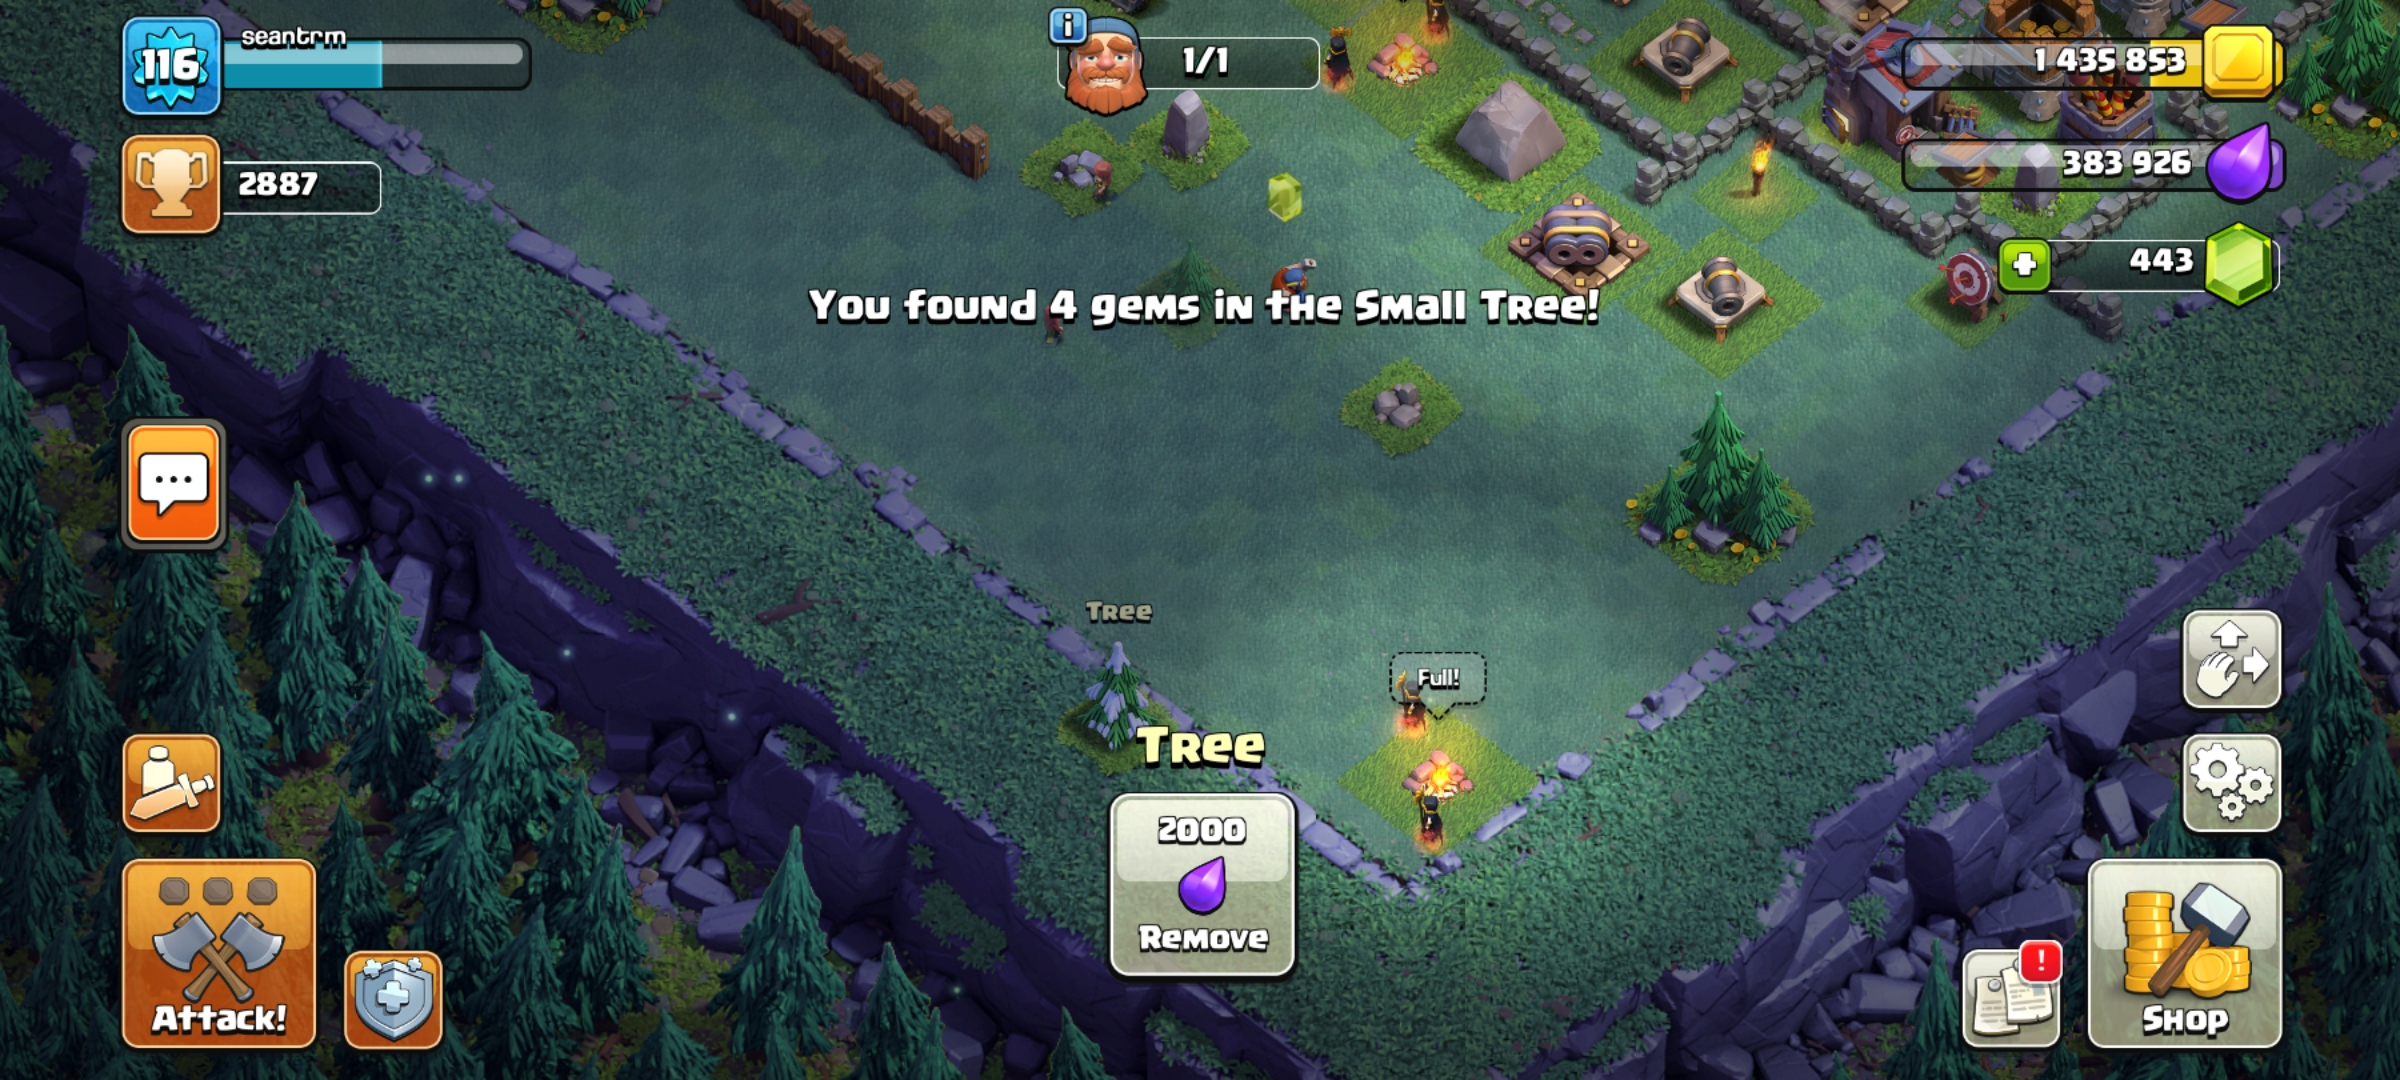 116
seantrm
i
1/1
1 435 853
2887
383 926
443
You found 4 gems in the Small Tree!
Tree
Full!
Tree
2000
Remove
Attack!
!
Shop